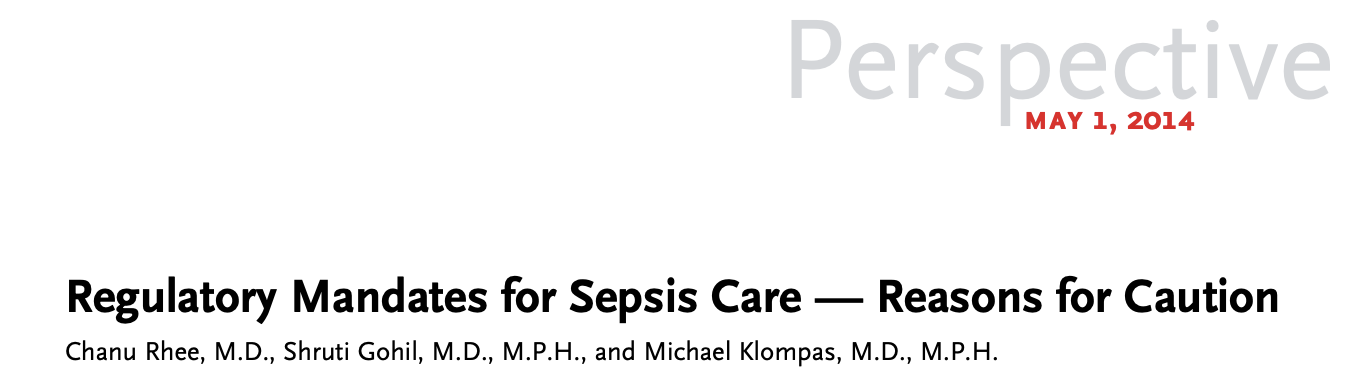 Perspective
MAY 1, 2014
Regulatory Mandates for Sepsis Care — Reasons for Caution
Chanu Rhee, M.D., Shruti Gohil, M.D., M.P.H., and Michael Klompas, M.D., M.P.H.